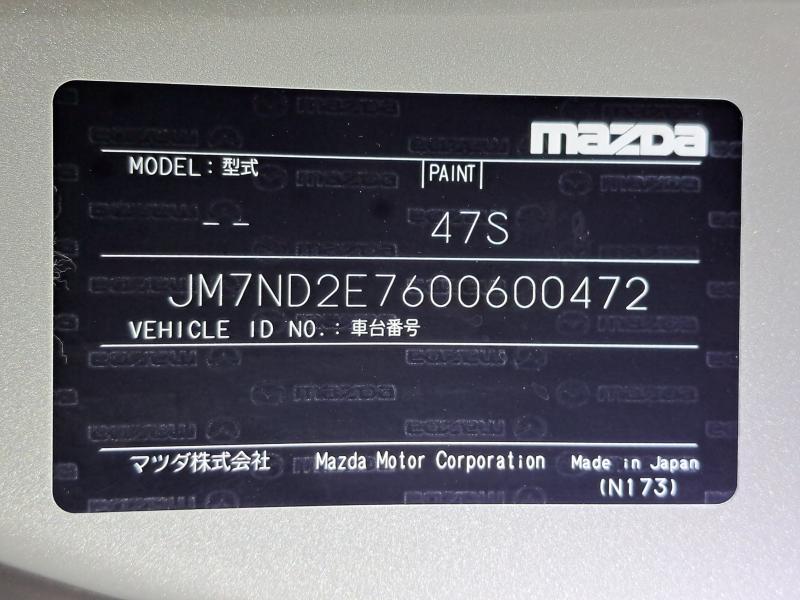 mazda
MODEL : 型式 |PAINT|
-- 47S
JM7ND2E7600600472
VEHICLE ID NO. : 車台番号
マツダ株式会社 Mazda Motor Corporation Made in Japan
(N173)